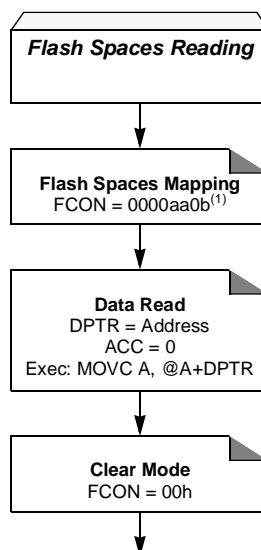 Flash Spaces Reading
Flash Spaces Mapping
FCON = 0000aa0b(1)
Data Read
DPTR = Address
ACC = 0
Exec: MOVC A, @A+DPTR
Clear Mode
FCON = 00h